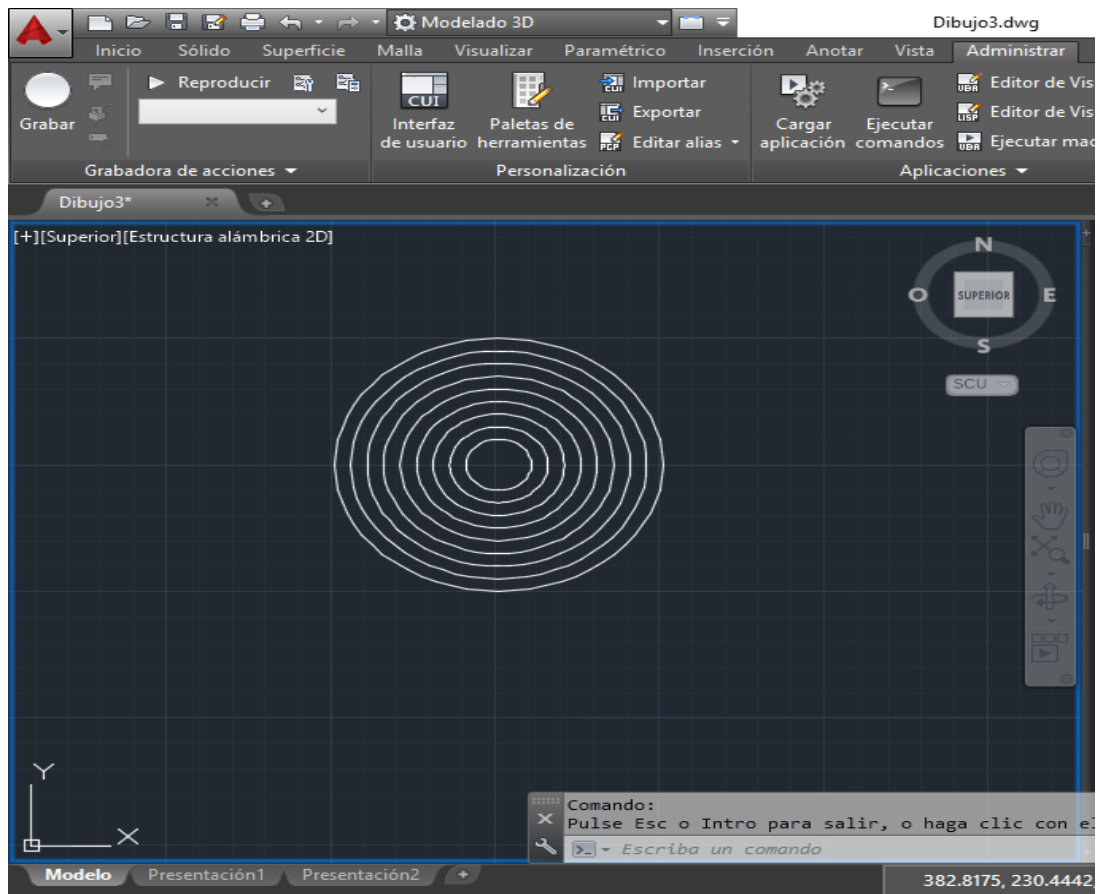 Modelado 3D
Dibujo3.dwg
Inicio Sólido Superficie Malla Visualizar Paramétrico Inserción Anotar Vista Administrar
Reproducir
Grabar
Grabadora de acciones
CUI
Interfaz de usuario
Paletas de herramientas
Importar
Exportar
Editar alias
Personalización
Cargar aplicación
Ejecutar comandos
Editor de Vis
Editor de Vis
Ejecutar mac
Aplicaciones
Dibujo3*
[+][Superior][Estructura alámbrica 2D]
N
O SUPERIOR E
S
SCU
Y
X
Comando:
Pulse Esc o Intro para salir, o haga clic con el
Escriba un comando
Modelo Presentación1 Presentación2
382.8175, 230.4442,